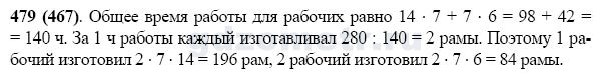 479 (467). Общее время работы для рабочих равно 14 · 7 + 7 · 6 = 98 + 42 =
= 140 ч. За 1 ч работы каждый изготавливал 280 : 140 = 2 рамы. Поэтому 1 ра-
бочий изготовил 2 · 7 · 14 = 196 рам, 2 рабочий изготовил 2 · 7 · 6 = 84 рамы.